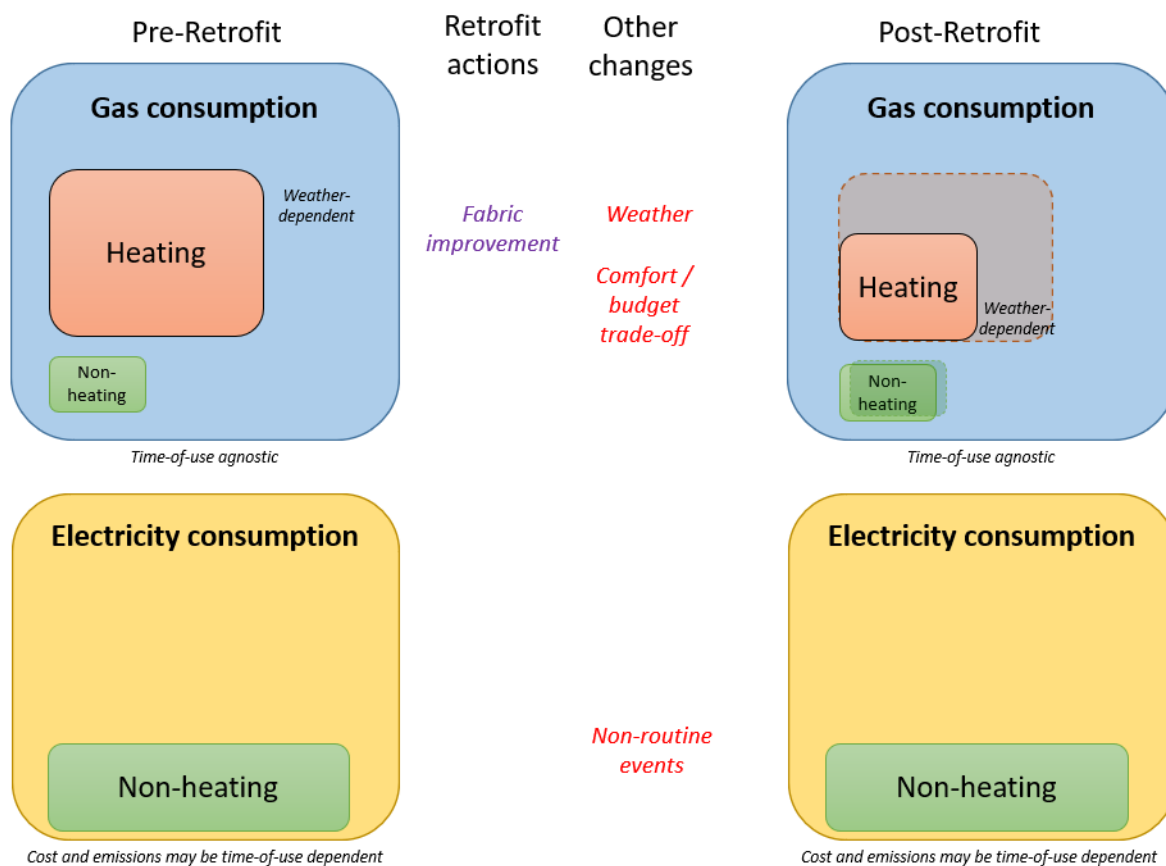 Pre-Retrofit
Retrofit
actions
Other
changes
Post-Retrofit
Gas consumption
Heating
Weather-
dependent
Non-
heating
Time-of-use agnostic
Fabric
improvement
Weather
Comfort /
budget
trade-off
Gas consumption
Heating
Weather-
dependent
Non-
heating
Time-of-use agnostic
Electricity consumption
Non-heating
Cost and emissions may be time-of-use dependent
Non-routine
events
Electricity consumption
Non-heating
Cost and emissions may be time-of-use dependent